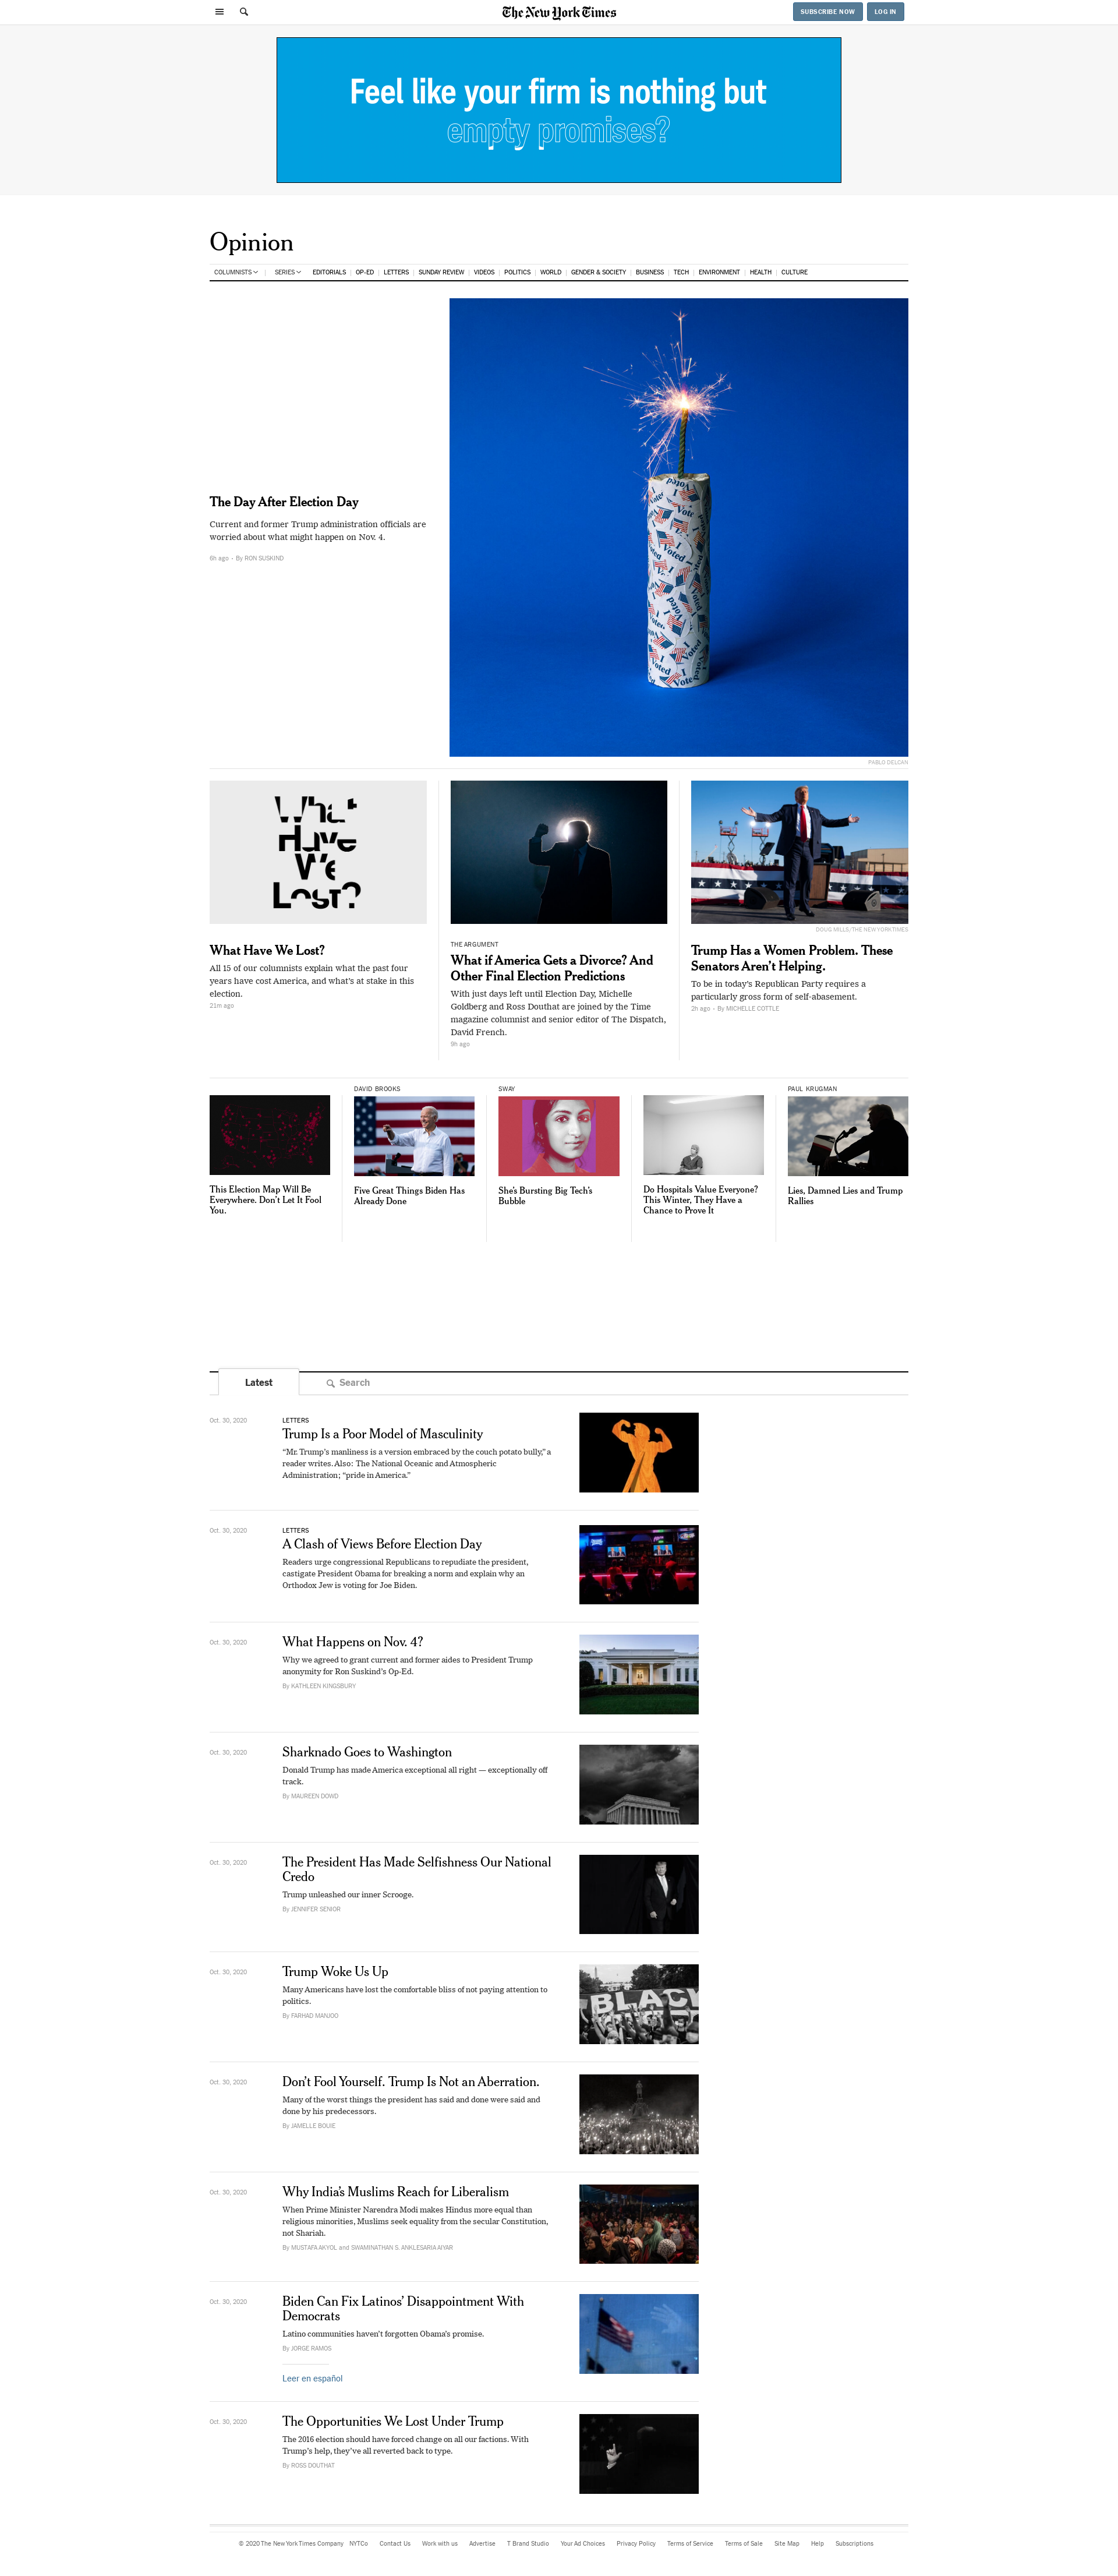 The New York Times
SUBSCRIBE NOW
LOG IN
Feel like your firm is nothing but
empty promises?
Opinion
COLUMNISTS
SERIES
EDITORIALS
OP-ED
LETTERS
SUNDAY REVIEW
VIDEOS
POLITICS
WORLD
GENDER & SOCIETY
BUSINESS
TECH
ENVIRONMENT
HEALTH
CULTURE
The Day After Election Day
Current and former Trump administration officials are
worried about what might happen on Nov. 4.
6h ago • By RON SUSKIND
I Voted
PABLO DELCAN
What
Have
We
Lost?
What Have We Lost?
All 15 of our columnists explain what the past four
years have cost America, and what's at stake in this
election.
21m ago
THE ARGUMENT
What if America Gets a Divorce? And
Other Final Election Predictions
With just days left until Election Day, Michelle
Goldberg and Ross Douthat are joined by the Time
magazine columnist and senior editor of The Dispatch,
David French.
9h ago
DOUG MILLS/THE NEW YORK TIMES
Trump Has a Women Problem. These
Senators Aren't Helping.
To be in today's Republican Party requires a
particularly gross form of self-abasement.
2h ago • By MICHELLE COTTLE
This Election Map Will Be
Everywhere. Don't Let It Fool
You.
DAVID BROOKS
Five Great Things Biden Has
Already Done
SWAY
She's Bursting Big Tech's
Bubble
Do Hospitals Value Everyone?
This Winter, They Have a
Chance to Prove It
PAUL KRUGMAN
Lies, Damned Lies and Trump
Rallies
Latest
Search
Oct. 30, 2020
LETTERS
Trump Is a Poor Model of Masculinity
“Mr. Trump's manliness is a version embraced by the couch potato bully,” a
reader writes. Also: The National Oceanic and Atmospheric
Administration; “pride in America.”
Oct. 30, 2020
LETTERS
A Clash of Views Before Election Day
Readers urge congressional Republicans to repudiate the president,
castigate President Obama for breaking a norm and explain why an
Orthodox Jew is voting for Joe Biden.
Oct. 30, 2020
What Happens on Nov. 4?
Why we agreed to grant current and former aides to President Trump
anonymity for Ron Suskind's Op-Ed.
By KATHLEEN KINGSBURY
Oct. 30, 2020
Sharknado Goes to Washington
Donald Trump has made America exceptional all right — exceptionally off
track.
By MAUREEN DOWD
Oct. 30, 2020
The President Has Made Selfishness Our National
Credo
Trump unleashed our inner Scrooge.
By JENNIFER SENIOR
Oct. 30, 2020
Trump Woke Us Up
Many Americans have lost the comfortable bliss of not paying attention to
politics.
By FARHAD MANJOO
BLACK
Oct. 30, 2020
Don't Fool Yourself. Trump Is Not an Aberration.
Many of the worst things the president has said and done were said and
done by his predecessors.
By JAMELLE BOUIE
Oct. 30, 2020
Why India's Muslims Reach for Liberalism
When Prime Minister Narendra Modi makes Hindus more equal than
religious minorities, Muslims seek equality from the secular Constitution,
not Shariah.
By MUSTAFA AKYOL and SWAMINATHAN S. ANKLESARIA AIYAR
Oct. 30, 2020
Biden Can Fix Latinos' Disappointment With
Democrats
Latino communities haven't forgotten Obama's promise.
By JORGE RAMOS
Leer en español
Oct. 30, 2020
The Opportunities We Lost Under Trump
The 2016 election should have forced change on all our factions. With
Trump's help, they've all reverted back to type.
By ROSS DOUTHAT
© 2020 The New York Times Company
NYTCo
Contact Us
Work with us
Advertise
T Brand Studio
Your Ad Choices
Privacy Policy
Terms of Service
Terms of Sale
Site Map
Help
Subscriptions